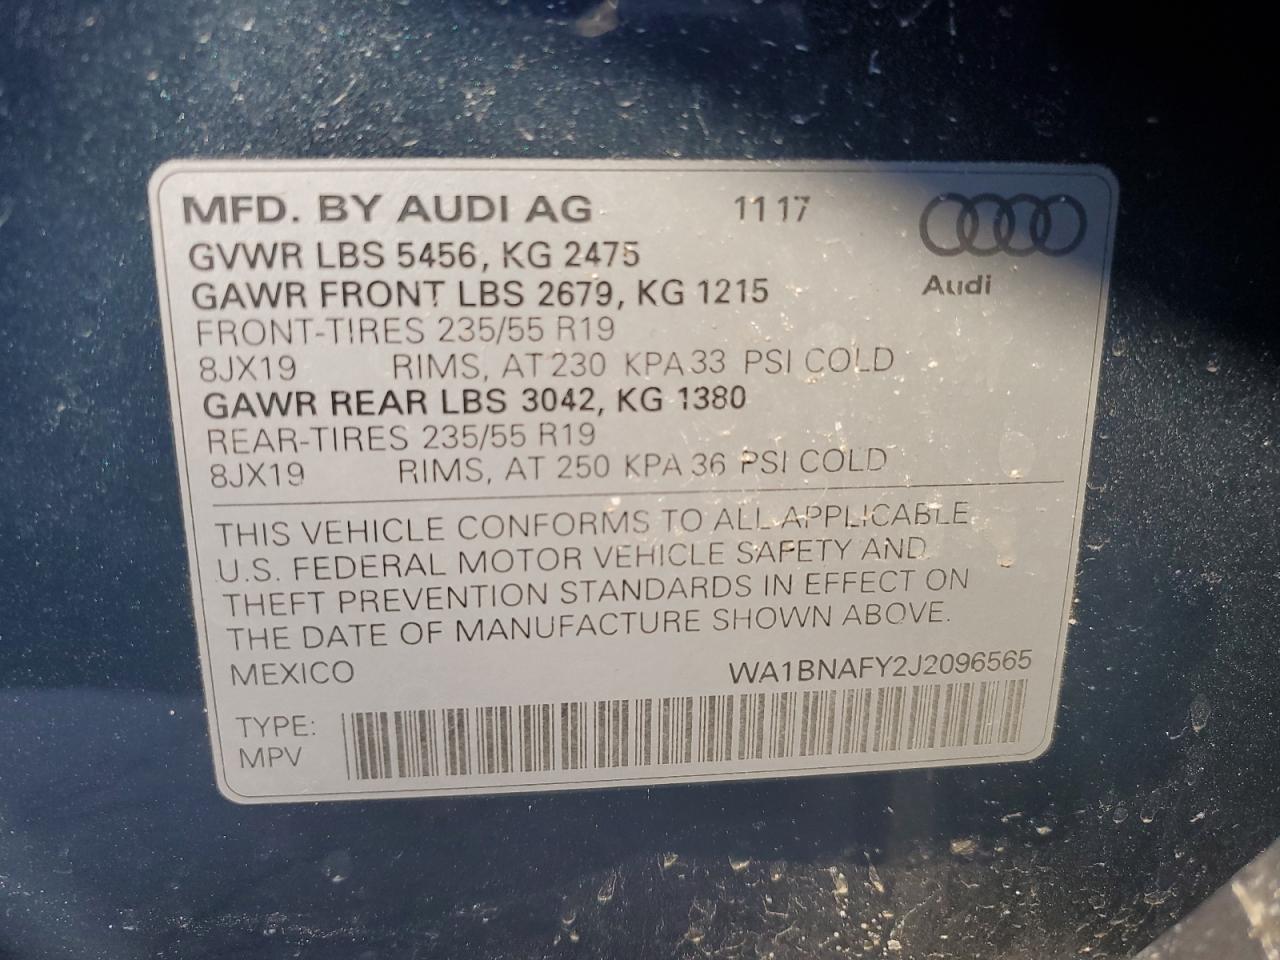 MFD. BY AUDI AG 11 17
GVWR LBS 5456, KG 2475
GAWR FRONT LBS 2679, KG 1215
Audi
FRONT-TIRES 235/55 R19
8JX19 RIMS, AT 230 KPA 33 PSI COLD
GAWR REAR LBS 3042, KG 1380
REAR-TIRES 235/55 R19
8JX19 RIMS, AT 250 KPA 36 PSI COLD
THIS VEHICLE CONFORMS TO ALL APPLICABLE
U.S. FEDERAL MOTOR VEHICLE SAFETY AND
THEFT PREVENTION STANDARDS IN EFFECT ON
THE DATE OF MANUFACTURE SHOWN ABOVE.
MEXICO WA1BNAFY2J2096565
TYPE:
MPV